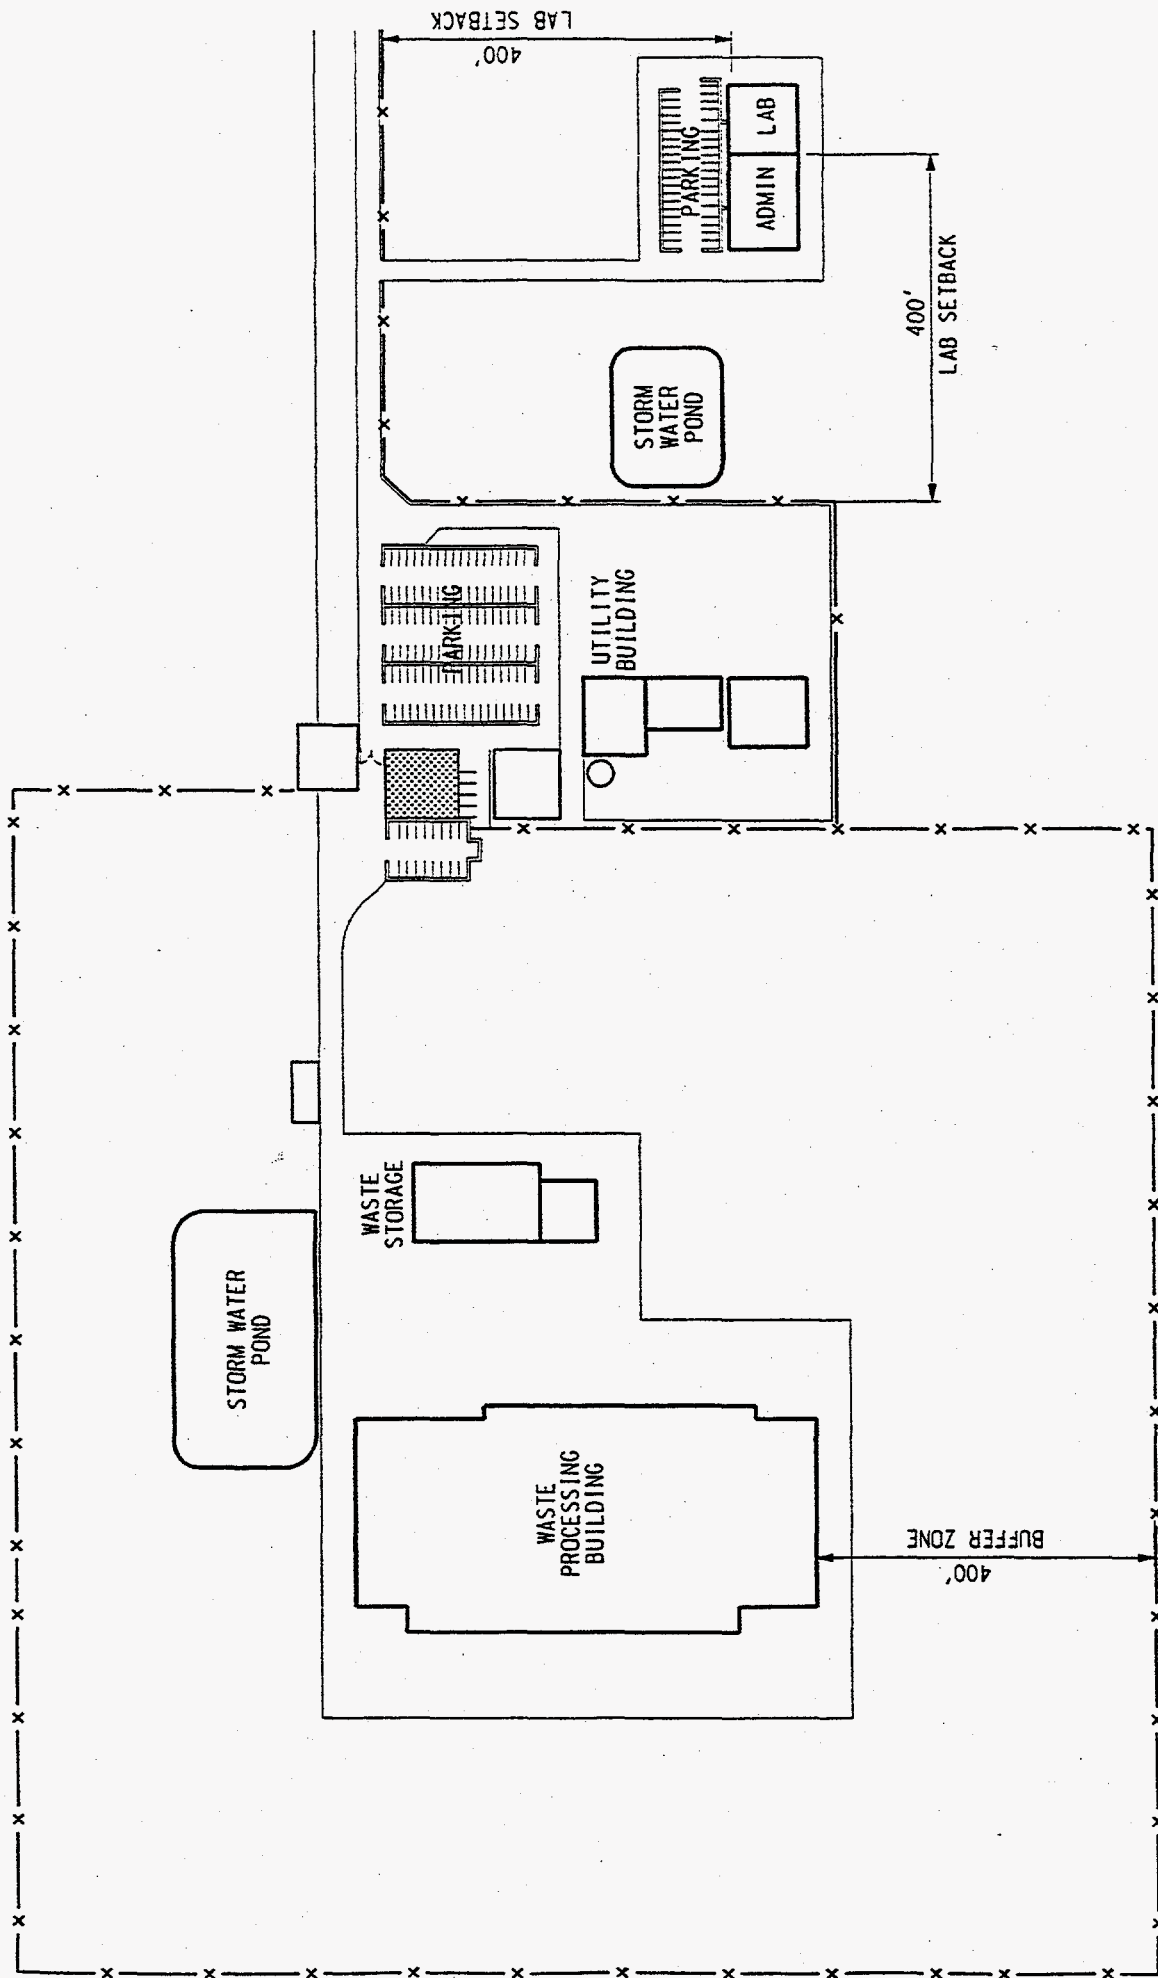 LAB SETBACK
400'
PARKING
ADMIN
LAB
400'
LAB SETBACK
STORM
WATER
POND
PARKING
UTILITY
BUILDING
WASTE
STORAGE
STORM WATER
POND
WASTE
PROCESSING
BUILDING
BUFFER ZONE
400'